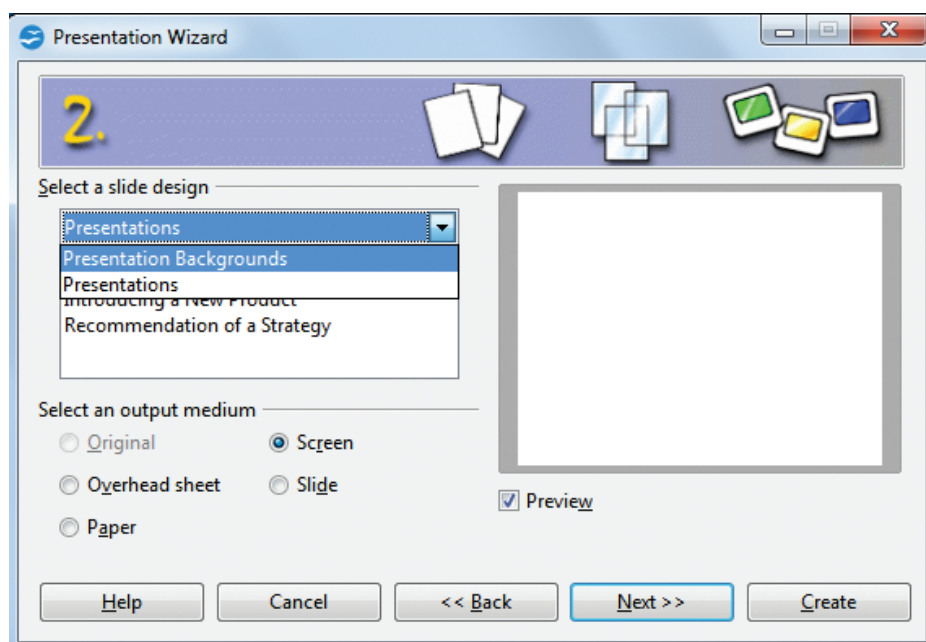 Presentation Wizard
2.
Select a slide design
Presentations
Presentation Backgrounds
Presentations
Introducing a New Product
Recommendation of a Strategy
Select an output medium
Original
Screen
Overhead sheet
Slide
Paper
Preview
Help
Cancel
<< Back
Next >>
Create